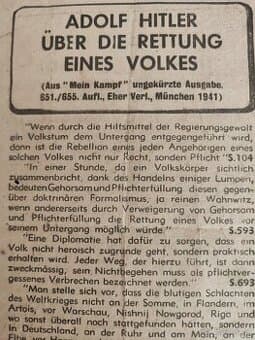 ADOLF HITLER
ÜBER DIE RETTUNG
EINES VOLKES
(Aus "Mein Kampf" ungekürzte Ausgabe.
651./655. Aufl., Eher Verl., München 1941)
"Wenn durch die Hilfsmittel der Regierungsgewalt
ein Volkstum dem Untergang entgegengeführt wird,
dann ist die Rebellion eines jeden Angehörigen eines
solchen Volkes nicht nur Recht, sondern Pflicht" S.104
"In einer Stunde, da ein Volkskörper sichtlich
zusammenbricht, dank des Handelns einiger Lumpen,
bedeuten Gehorsam und Pflichterfüllung diesen gegen-
über doktrinären Formalismus, ja reinen Wahnwitz,
wenn andererseits durch Verweigerung von Gehorsam
und Pflichterfüllung die Rettung eines Volkes vor
seinem Untergang möglich würde." S.593
"Eine Diplomatie hat dafür zu sorgen, dass ein
Volk nicht heroisch zugrunde geht, sondern praktisch
erhalten wird. Jeder Weg, der hierzu führt, ist dann
zweckmässig, sein Nichtbegehen muss als pflichtver-
gessenes Verbrechen bezeichnet werden." S.693
"Man stelle sich vor, dass die blutigen Schlachten
des Weltkrieges nicht an der Somme, in Flandern, im
Artois, vor Warschau, Nishnij Nowgorod, Riga und
wo sonst überall noch stattgefunden hätten, sondern
in Deutschland, an der Ruhr und am Main, an der